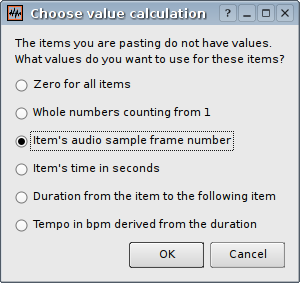 Choose value calculation
The items you are pasting do not have values.
What values do you want to use for these items?
Zero for all items
Whole numbers counting from 1
Item's audio sample frame number
Item's time in seconds
Duration from the item to the following item
Tempo in bpm derived from the duration
OK
Cancel